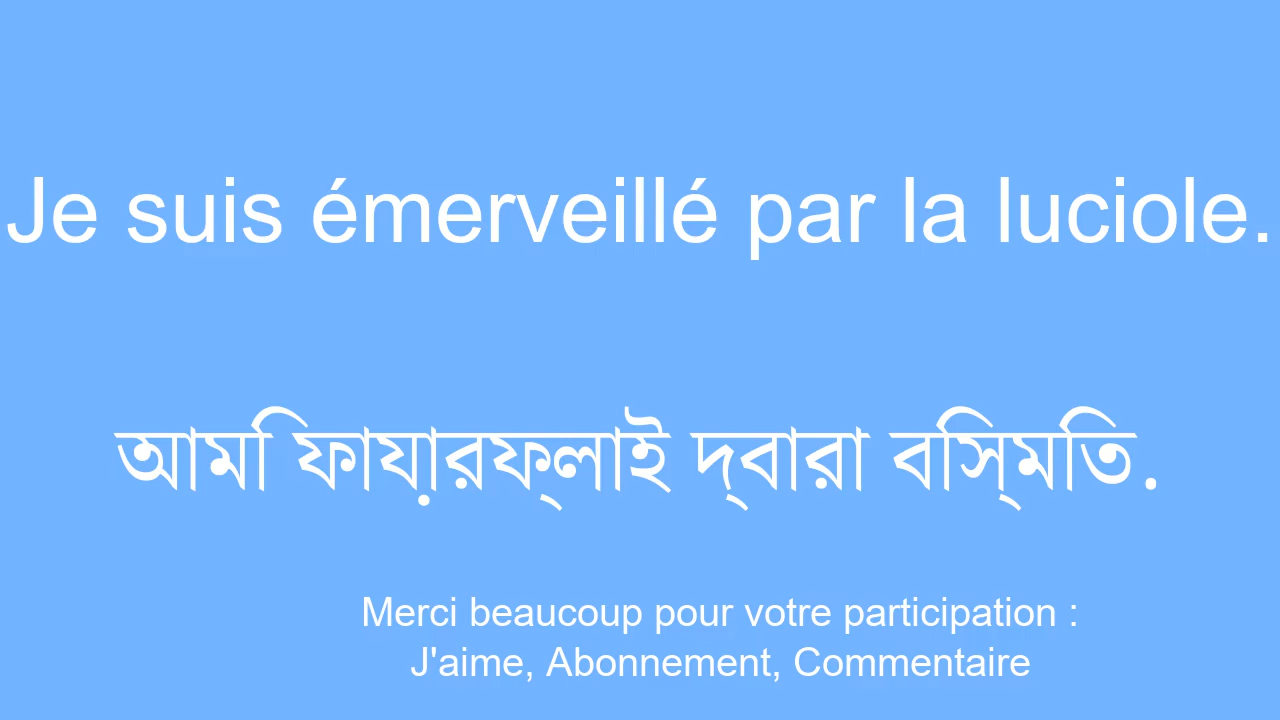 Je suis émerveillé par la luciole.
আমি ফায়ারফ্লাই দ্বারা বিস্মিত.
Merci beaucoup pour votre participation :
J'aime, Abonnement, Commentaire